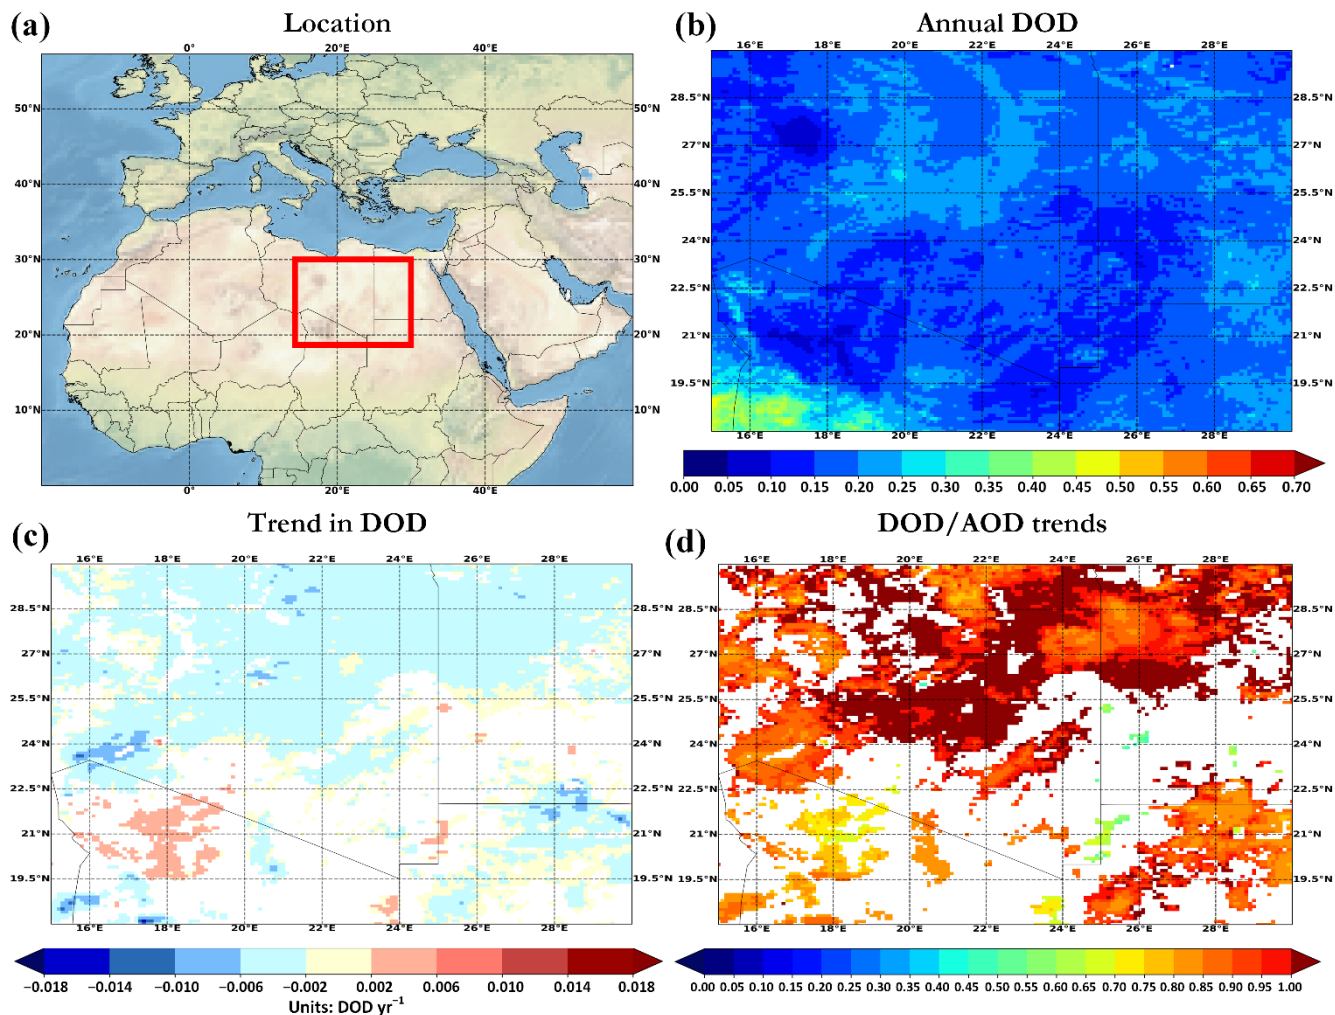 (a) Location
0° 20°E 40°E
50°N
50°N
40°N
40°N
30°N
30°N
20°N
20°N
10°N
10°N
0° 20°E 40°E
(b) Annual DOD
16°E 18°E 20°E 22°E 24°E 26°E 28°E
28.5°N
28.5°N
27°N
27°N
25.5°N
25.5°N
24°N
24°N
22.5°N
22.5°N
21°N
21°N
19.5°N
19.5°N
16°E 18°E 20°E 22°E 24°E 26°E 28°E
0.00 0.05 0.10 0.15 0.20 0.25 0.30 0.35 0.40 0.45 0.50 0.55 0.60 0.65 0.70
(c) Trend in DOD
16°E 18°E 20°E 22°E 24°E 26°E 28°E
28.5°N
28.5°N
27°N
27°N
25.5°N
25.5°N
24°N
24°N
22.5°N
22.5°N
21°N
21°N
19.5°N
19.5°N
16°E 18°E 20°E 22°E 24°E 26°E 28°E
−0.018 −0.014 −0.010 −0.006 −0.002 0.002 0.006 0.010 0.014 0.018
Units: DOD yr⁻¹
(d) DOD/AOD trends
16°E 18°E 20°E 22°E 24°E 26°E 28°E
28.5°N
28.5°N
27°N
27°N
25.5°N
25.5°N
24°N
24°N
22.5°N
22.5°N
21°N
21°N
19.5°N
19.5°N
16°E 18°E 20°E 22°E 24°E 26°E 28°E
0.00 0.05 0.10 0.15 0.20 0.25 0.30 0.35 0.40 0.45 0.50 0.55 0.60 0.65 0.70 0.75 0.80 0.85 0.90 0.95 1.00